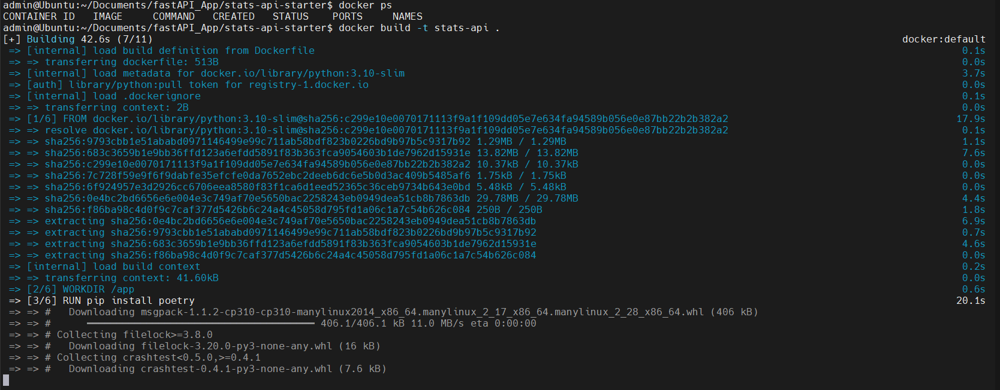 admin@Ubuntu:~/Documents/fastAPI_App/stats-api-starter$ docker ps
CONTAINER ID   IMAGE     COMMAND   CREATED   STATUS    PORTS     NAMES
admin@Ubuntu:~/Documents/fastAPI_App/stats-api-starter$ docker build -t stats-api .
[+] Building 42.6s (7/11) docker:default
=> [internal] load build definition from Dockerfile 0.1s
=> => transferring dockerfile: 513B 0.0s
=> [internal] load metadata for docker.io/library/python:3.10-slim 3.7s
=> [auth] library/python:pull token for registry-1.docker.io 0.0s
=> [internal] load .dockerignore 0.1s
=> => transferring context: 2B 0.0s
=> [1/6] FROM docker.io/library/python:3.10-slim@sha256:c299e10e0070171113f9a1f109dd05e7e634fa94589b056e0e87bb22b2b382a2 17.9s
=> => resolve docker.io/library/python:3.10-slim@sha256:c299e10e0070171113f9a1f109dd05e7e634fa94589b056e0e87bb22b2b382a2 0.1s
=> => sha256:9793cbb1e51ababd0971146499e99c711ab58bdf823b0226bd9b97b5c9317b92 1.29MB / 1.29MB 1.1s
=> => sha256:683c3659b1e9bb36ffd123a6efdd5891f83b363fca9054603b1de7962d15931e 13.82MB / 13.82MB 7.6s
=> => sha256:c299e10e0070171113f9a1f109dd05e7e634fa94589b056e0e87bb22b2b382a2 10.37kB / 10.37kB 0.0s
=> => sha256:7c728f59e9f6f9dabfe35efcfe0da7652ebc2deeb6dc6e5b0d3ac409b5485af6 1.75kB / 1.75kB 0.0s
=> => sha256:6f924957e3d2926cc6706eea8580f83f1ca6d1eed52365c36ceb9734b643e0bd 5.48kB / 5.48kB 0.0s
=> => sha256:0e4bc2bd6656e6e004e3c749af70e5650bac2258243eb0949dea51cb8b7863db 29.78MB / 29.78MB 4.4s
=> => sha256:f86ba98c4d0f9c7caf377d5426b6c24a4c45058d795fd1a06c1a7c54b626c084 250B / 250B 1.8s
=> => extracting sha256:0e4bc2bd6656e6e004e3c749af70e5650bac2258243eb0949dea51cb8b7863db 6.9s
=> => extracting sha256:9793cbb1e51ababd0971146499e99c711ab58bdf823b0226bd9b97b5c9317b92 0.7s
=> => extracting sha256:683c3659b1e9bb36ffd123a6efdd5891f83b363fca9054603b1de7962d15931e 4.6s
=> => extracting sha256:f86ba98c4d0f9c7caf377d5426b6c24a4c45058d795fd1a06c1a7c54b626c084 0.0s
=> [internal] load build context 0.2s
=> => transferring context: 41.60kB 0.0s
=> [2/6] WORKDIR /app 0.6s
=> [3/6] RUN pip install poetry 20.1s
=> => #   Downloading msgpack-1.1.2-cp310-cp310-manylinux2014_x86_64.manylinux_2_17_x86_64.manylinux_2_28_x86_64.whl (406 kB)
=> => #      ━━━━━━━━━━━━━━━━━━━━━━━━━━━━━━━━━━━━━━ 406.1/406.1 kB 11.0 MB/s eta 0:00:00
=> => # Collecting filelock>=3.8.0
=> => #   Downloading filelock-3.20.0-py3-none-any.whl (16 kB)
=> => # Collecting crashtest<0.5.0,>=0.4.1
=> => #   Downloading crashtest-0.4.1-py3-none-any.whl (7.6 kB)